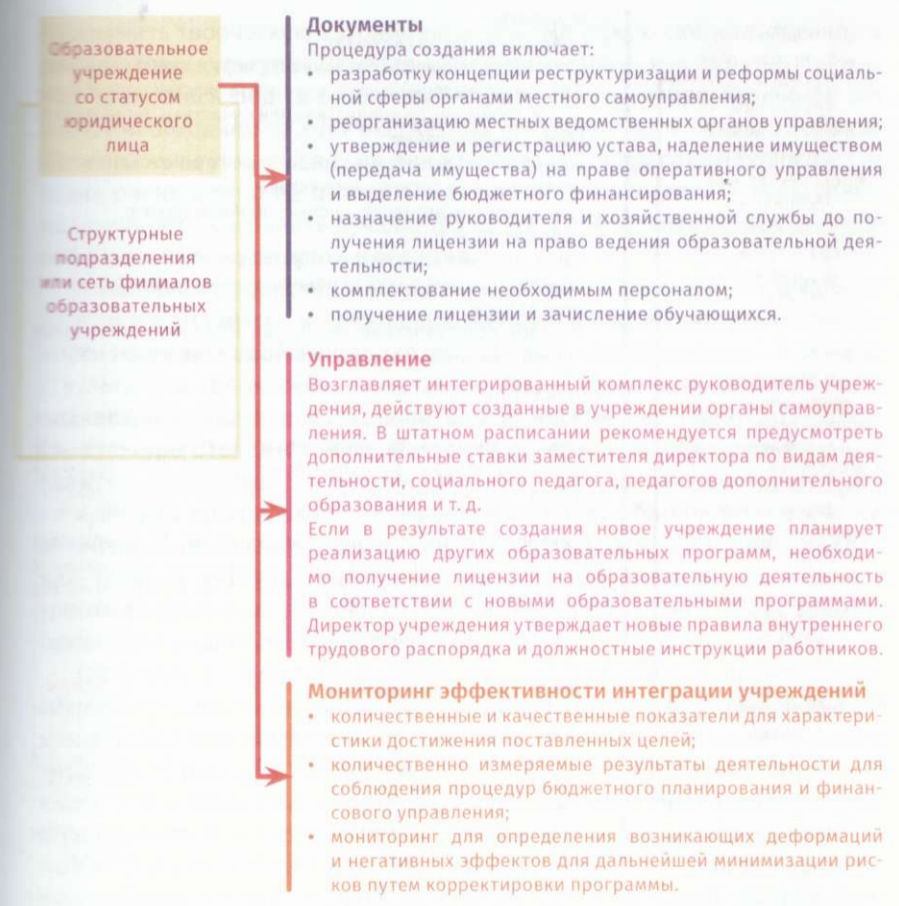 Образовательное
учреждение
со статусом
юридического
лица
Структурные
подразделения
или сеть филиалов
образовательных
учреждений
Документы
Процедура создания включает:
разработку концепции реструктуризации и реформы социаль-
ной сферы органами местного самоуправления;
• реорганизацию местных ведомственных органов управления;
• утверждение и регистрацию устава, наделение имуществом
(передача имущества) на праве оперативного управления
и выделение бюджетного финансирования;
• назначение руководителя и хозяйственной службы до по-
лучения лицензии на право ведения образовательной дея-
тельности;
• комплектование необходимым персоналом;
• получение лицензии и зачисление обучающихся.
Управление
Возглавляет интегрированный комплекс руководитель учреж-
дения, действуют созданные в учреждении органы самоуправ-
ления. В штатном расписании рекомендуется предусмотреть
дополнительные ставки заместителя директора по видам дея-
тельности, социального педагога, педагогов дополнительного
образования и т. д.
Если в результате создания новое учреждение планирует
реализацию других образовательных программ, необходи-
мо получение лицензии на образовательную деятельность
в соответствии с новыми образовательными программами.
Директор учреждения утверждает новые правила внутреннего
трудового распорядка и должностные инструкции работников.
Мониторинг эффективности интеграции учреждений
• количественные и качественные показатели для характери-
стики достижения поставленных целей;
• количественно измеряемые результаты деятельности для
соблюдения процедур бюджетного планирования и финан-
сового управления;
• мониторинг для определения возникающих деформаций
и негативных эффектов для дальнейшей минимизации рис-
ков путем корректировки программы.